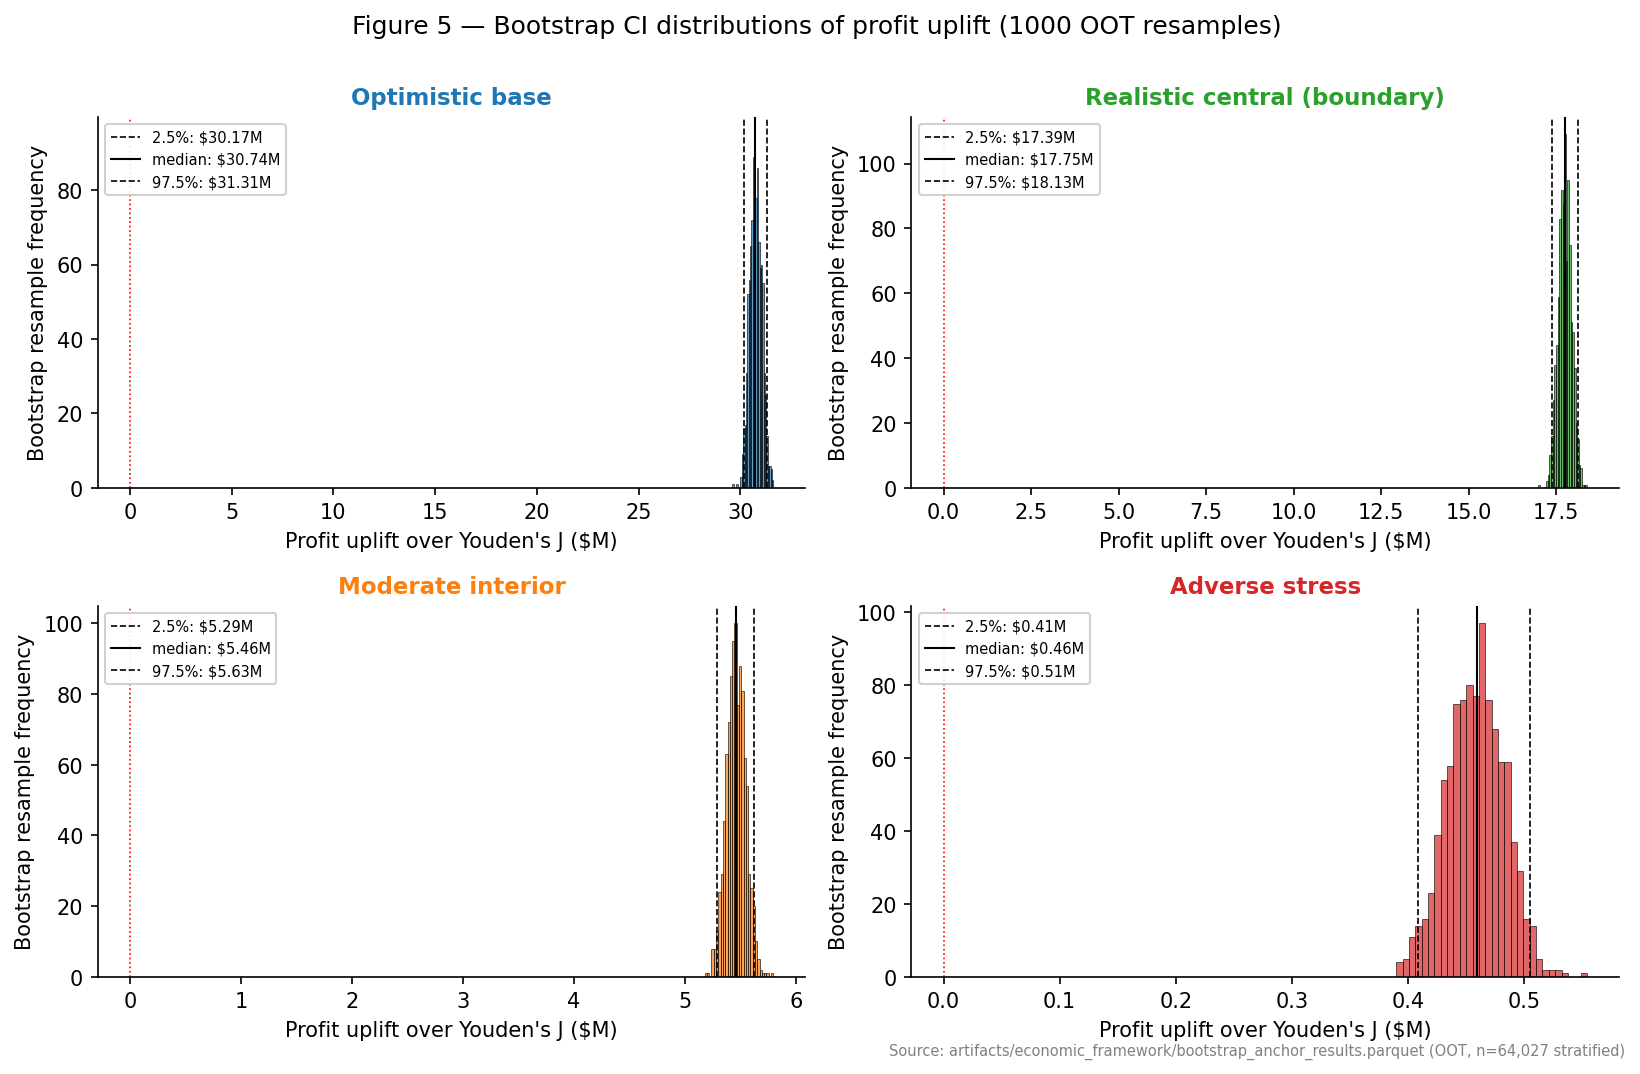 Figure 5 — Bootstrap CI distributions of profit uplift (1000 OOT resamples)
Optimistic base
2.5%: $30.17M
median: $30.74M
97.5%: $31.31M
Bootstrap resample frequency
80
60
40
20
0
0 5 10 15 20 25 30
Profit uplift over Youden's J ($M)
Realistic central (boundary)
2.5%: $17.39M
median: $17.75M
97.5%: $18.13M
Bootstrap resample frequency
100
80
60
40
20
0
0.0 2.5 5.0 7.5 10.0 12.5 15.0 17.5
Profit uplift over Youden's J ($M)
Moderate interior
2.5%: $5.29M
median: $5.46M
97.5%: $5.63M
Bootstrap resample frequency
100
80
60
40
20
0
0 1 2 3 4 5 6
Profit uplift over Youden's J ($M)
Adverse stress
2.5%: $0.41M
median: $0.46M
97.5%: $0.51M
Bootstrap resample frequency
100
80
60
40
20
0
0.0 0.1 0.2 0.3 0.4 0.5
Profit uplift over Youden's J ($M)
Source: artifacts/economic_framework/bootstrap_anchor_results.parquet (OOT, n=64,027 stratified)